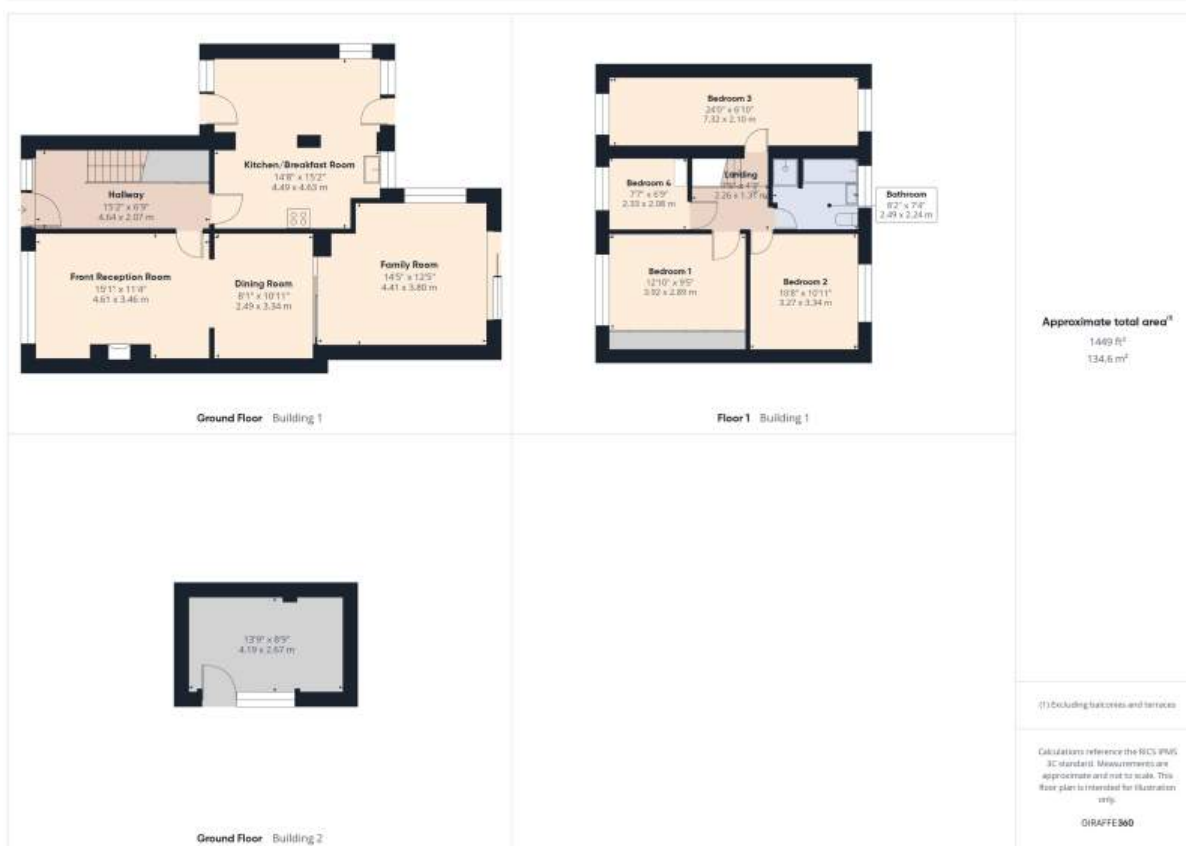 Kitchen/Breakfast Room
14'8" x 15'2"
4.49 x 4.63 m
Hallway
15'2" x 6'9"
4.64 x 2.07 m
Front Reception Room
15'1" x 11'4"
4.61 x 3.46 m
Dining Room
8'1" x 10'11"
2.49 x 3.34 m
Family Room
14'5" x 12'5"
4.41 x 3.80 m
Ground Floor Building 1
Bedroom 3
24'0" x 6'10"
7.32 x 2.10 m
Bedroom 4
7'7" x 6'9"
2.33 x 2.08 m
Landing
2.26 x 1.31 m
Bathroom
8'2" x 7'4"
2.49 x 2.24 m
Bedroom 1
12'10" x 9'5"
3.92 x 2.89 m
Bedroom 2
10'8" x 10'11"
3.27 x 3.34 m
Floor 1 Building 1
Approximate total area(1)
1449 ft²
134.6 m²
13'9" x 8'9"
4.19 x 2.67 m
Ground Floor Building 2
(1) Excluding balconies and terraces
Calculations reference the RICS IPMS
3C standard. Measurements are
approximate and not to scale. This
floor plan is intended for illustration
only.
GIRAFFE360